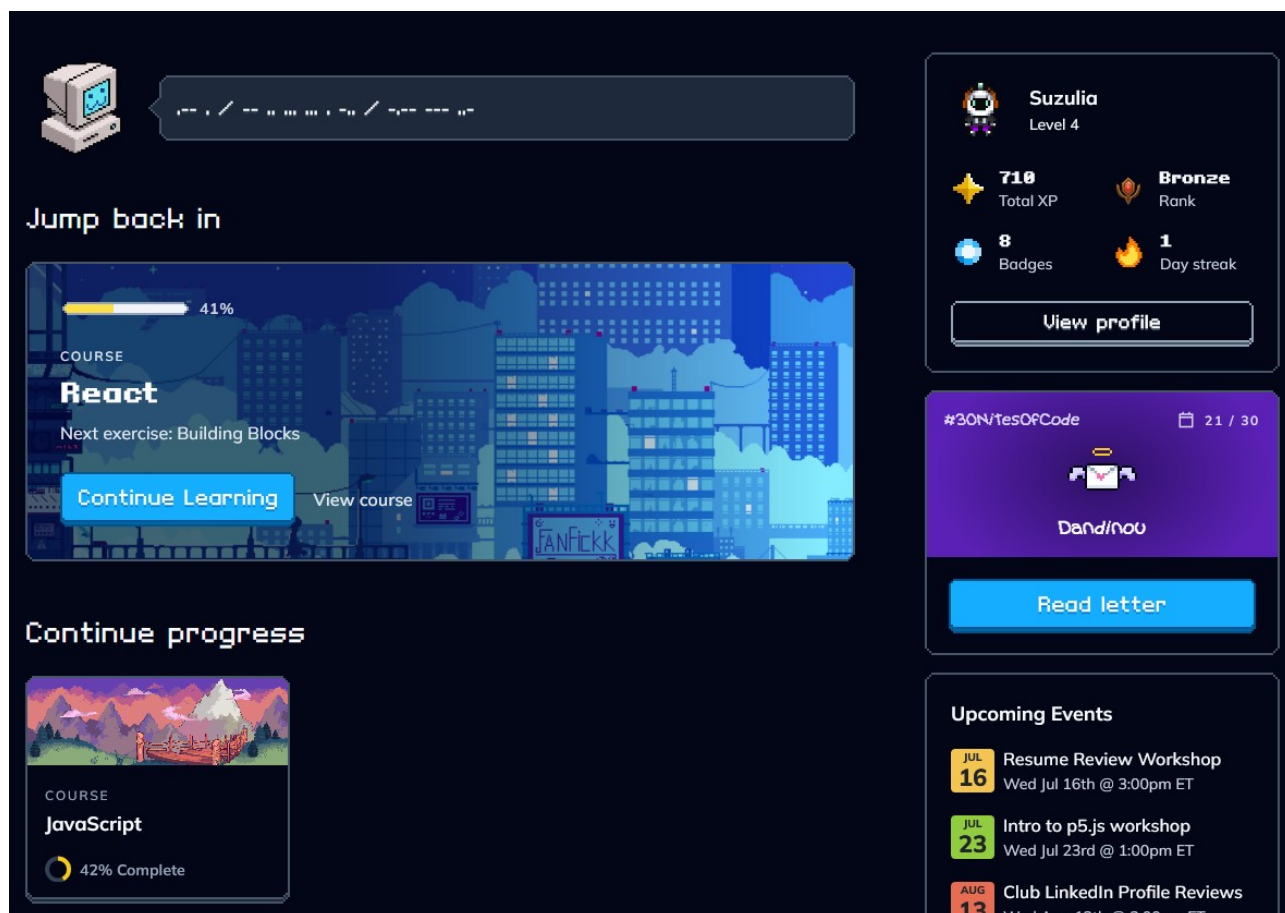 .-- . / -- .. ... ... . -.. / -.-- --- ..-
Jump back in
41%
COURSE
React
Next exercise: Building Blocks
Continue Learning
View course
FANFICKK
Continue progress
COURSE
JavaScript
42% Complete
Suzulia
Level 4
710
Total XP
Bronze
Rank
8
Badges
1
Day streak
View profile
#30NitesOfCode
21 / 30
Dandinou
Read letter
Upcoming Events
JUL
16
Resume Review Workshop
Wed Jul 16th @ 3:00pm ET
JUL
23
Intro to p5.js workshop
Wed Jul 23rd @ 1:00pm ET
AUG
13
Club LinkedIn Profile Reviews